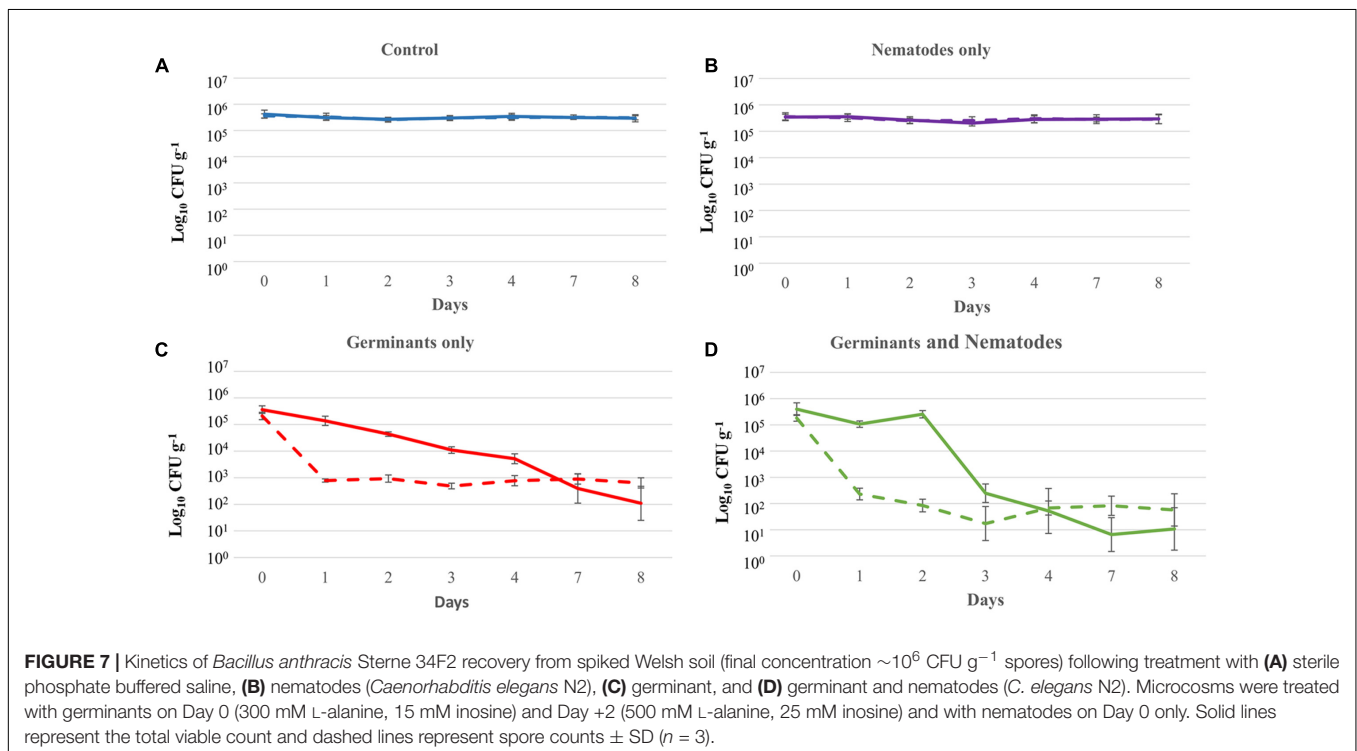 Control
A
10⁷
10⁶
10⁵
10⁴
10³
10²
10¹
10⁰
Log₁₀ CFU g⁻¹
0 1 2 3 4 7 8
Days
Nematodes only
B
10⁷
10⁶
10⁵
10⁴
10³
10²
10¹
10⁰
Log₁₀ CFU g⁻¹
0 1 2 3 4 7 8
Days
C
Germinants only
10⁷
10⁶
10⁵
10⁴
10³
10²
10¹
10⁰
Log₁₀ CFU g⁻¹
0 1 2 3 4 7 8
Days
D
Germinants and Nematodes
10⁷
10⁶
10⁵
10⁴
10³
10²
10¹
10⁰
Log₁₀ CFU g⁻¹
0 1 2 3 4 7 8
Days
FIGURE 7 | Kinetics of Bacillus anthracis Sterne 34F2 recovery from spiked Welsh soil (final concentration ~10⁶ CFU g⁻¹ spores) following treatment with (A) sterile
phosphate buffered saline, (B) nematodes (Caenorhabditis elegans N2), (C) germinant, and (D) germinant and nematodes (C. elegans N2). Microcosms were treated
with germinants on Day 0 (300 mM L-alanine, 15 mM inosine) and Day +2 (500 mM L-alanine, 25 mM inosine) and with nematodes on Day 0 only. Solid lines
represent the total viable count and dashed lines represent spore counts ± SD (n = 3).